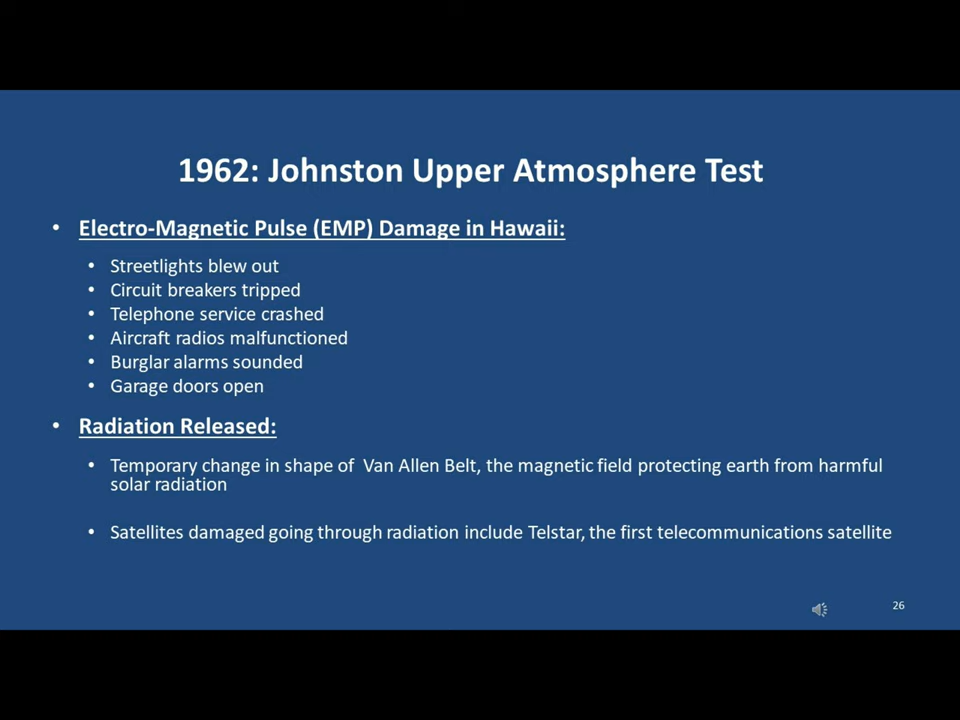 1962: Johnston Upper Atmosphere Test
• Electro-Magnetic Pulse (EMP) Damage in Hawaii:
• Streetlights blew out
• Circuit breakers tripped
• Telephone service crashed
• Aircraft radios malfunctioned
• Burglar alarms sounded
• Garage doors open
• Radiation Released:
• Temporary change in shape of Van Allen Belt, the magnetic field protecting earth from harmful
solar radiation
• Satellites damaged going through radiation include Telstar, the first telecommunications satellite
26